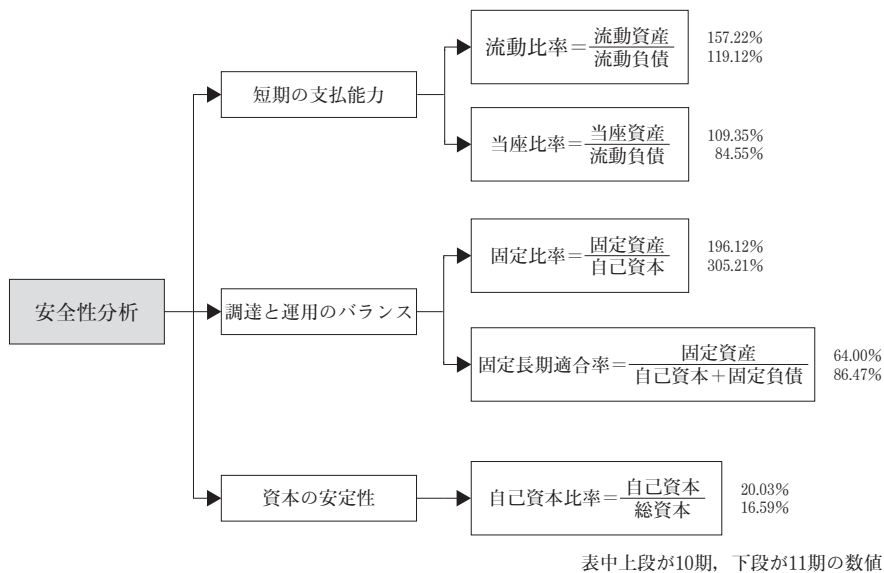 安全性分析
短期の支払能力
流動比率＝流動資産/流動負債
157.22%
119.12%
当座比率＝当座資産/流動負債
109.35%
84.55%
調達と運用のバランス
固定比率＝固定資産/自己資本
196.12%
305.21%
固定長期適合率＝固定資産/自己資本＋固定負債
64.00%
86.47%
資本の安定性
自己資本比率＝自己資本/総資本
20.03%
16.59%
表中上段が10期，下段が11期の数値